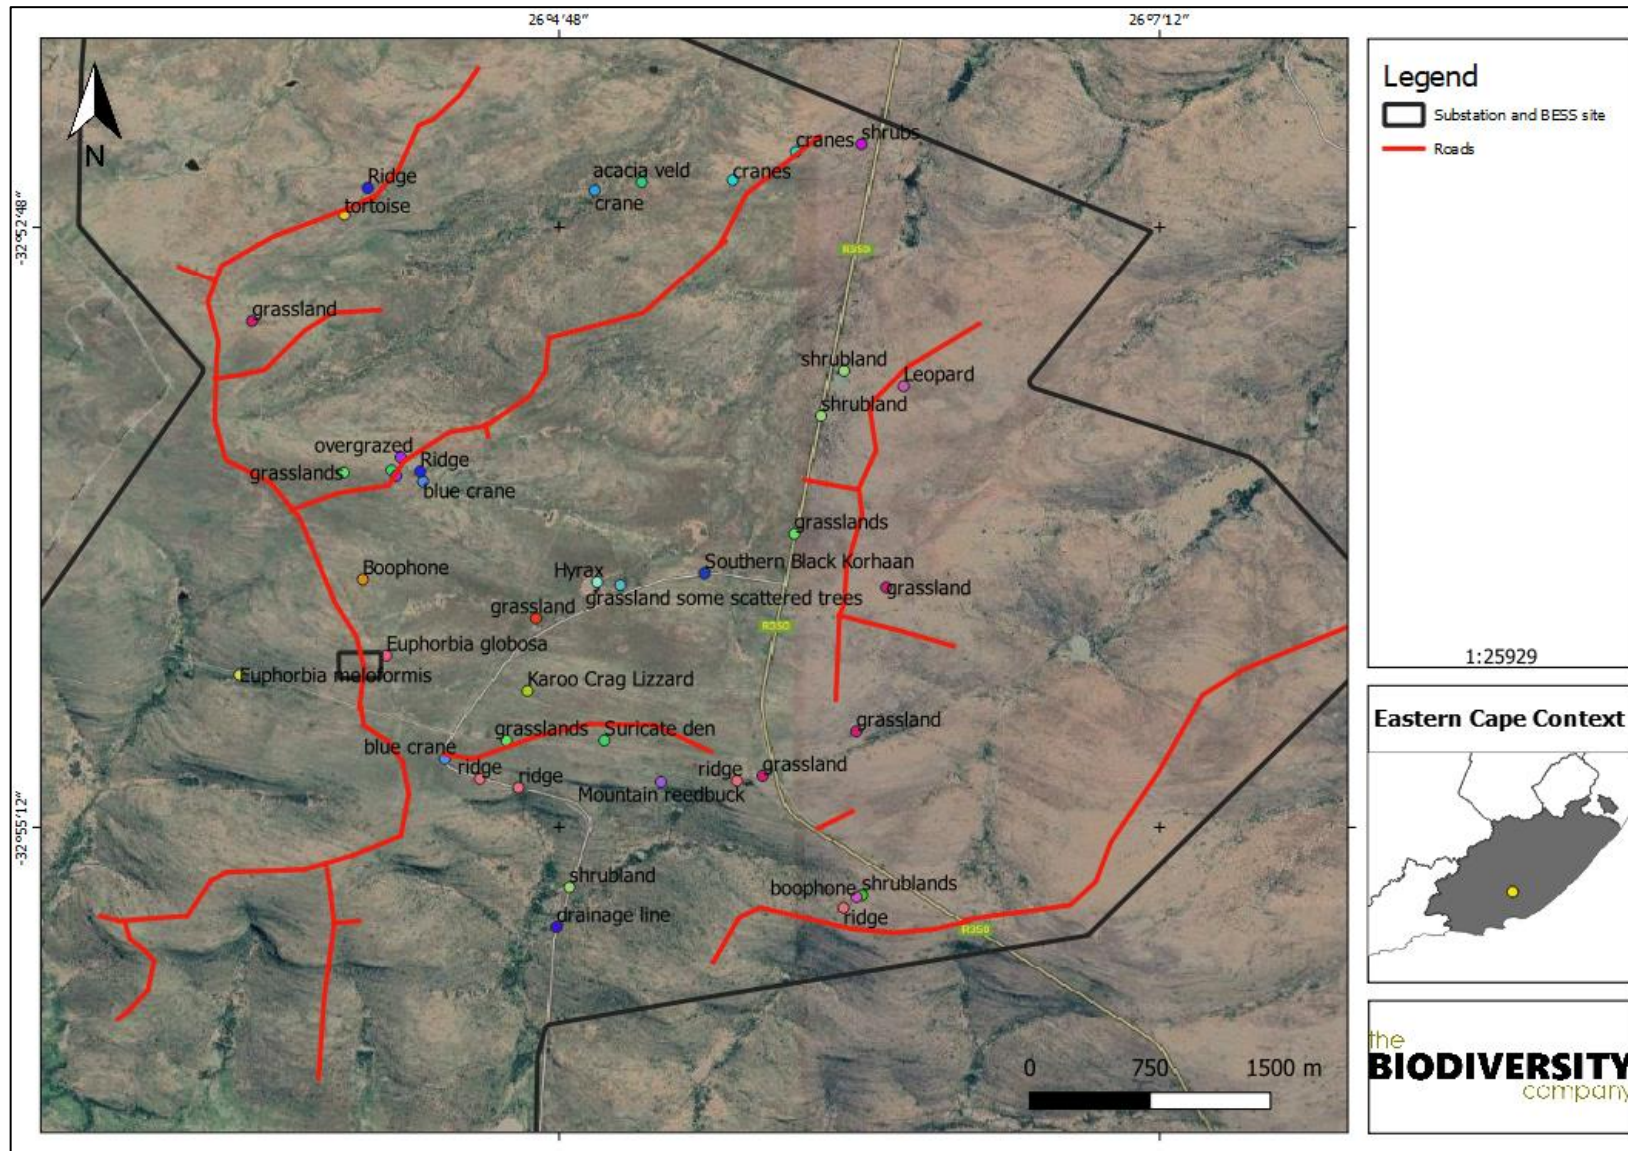 26°4'48"
26°7'12"
-32°52'48"
-32°55'12"
N
cranes
shrubs
acacia veld
cranes
Ridge
crane
tortoise
R350
grassland
shrubland
Leopard
shrubland
overgrazed
Ridge
grasslands
blue crane
grasslands
Boophone
Hyrax
Southern Black Korhaan
grassland some scattered trees
grassland
grassland
R350
Euphorbia globosa
Euphorbia meloformis
Karoo Crag Lizzard
grassland
grasslands
Suricate den
blue crane
ridge
ridge
ridge
grassland
Mountain reedbuck
shrubland
boophone
shrublands
drainage line
ridge
R350
0 750 1500 m
Legend
Substation and BESS site
Roads
1:25929
Eastern Cape Context
the
BIODIVERSITY
company